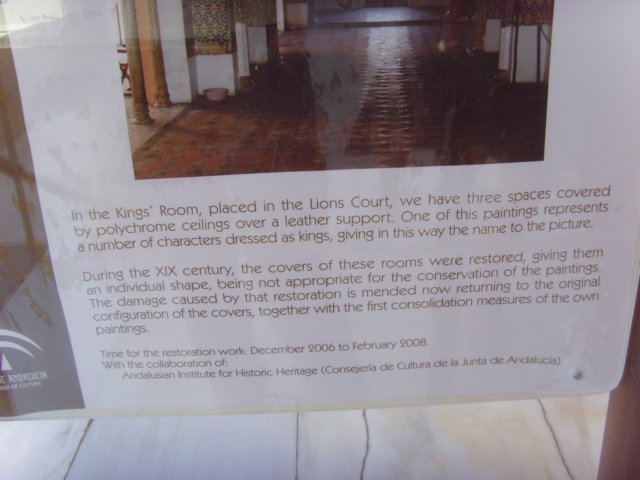 In the Kings' Room, placed in the Lions Court, we have three spaces covered
by polychrome ceilings over a leather support. One of this paintings represents
a number of characters dressed as kings, giving in this way the name to the picture.
During the XIX century, the covers of these rooms were restored, giving them
an individual shape, being not appropriate for the conservation of the paintings.
The damage caused by that restoration is mended now returning to the original
configuration of the covers, together with the first consolidation measures of the own
paintings.
Time for the restoration work: December 2006 to February 2008.
With the collaboration of:
Andalusian Institute for Historic Heritage (Consejería de Cultura de la Junta de Andalucía).
DE ANDALUCIA
DE CULTURA